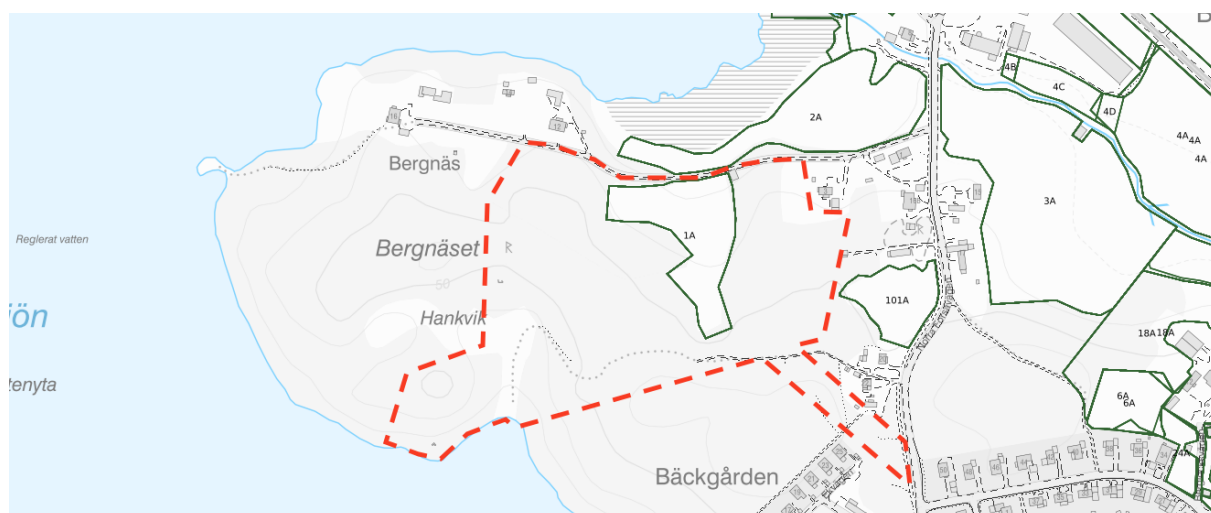 B
4B
4C
4D
2A
4A
4A
4A
Bergnäs
3A
1A
Reglerat vatten
Bergnäset
R
R
50
101A
jön
Hankvik
18A
18A
tenyta
6A
6A
4A
Bäckgården